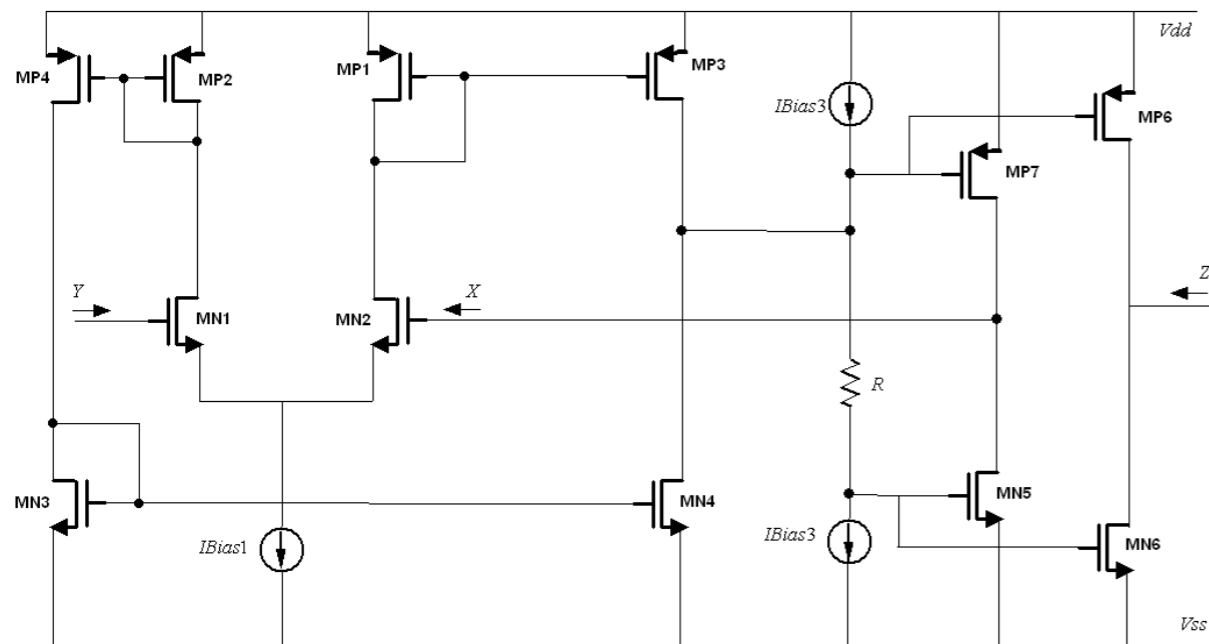 Vdd
MP4
MP2
MP1
MP3
IBias3
MP6
MP7
Y
X
Z
MN1
MN2
R
MN3
MN4
MN5
IBias1
IBias3
MN6
Vss